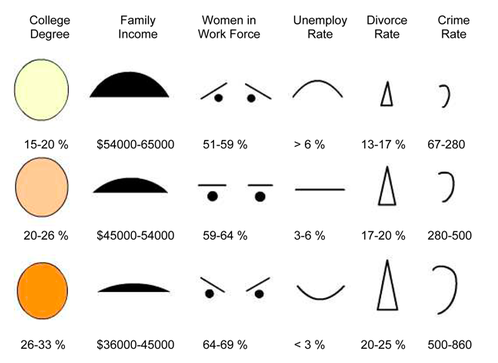 College Family Women in Unemploy Divorce Crime
Degree Income Work Force Rate Rate Rate
15-20 % $54000-65000 51-59 % > 6 % 13-17 % 67-280
20-26 % $45000-54000 59-64 % 3-6 % 17-20 % 280-500
26-33 % $36000-45000 64-69 % < 3 % 20-25 % 500-860